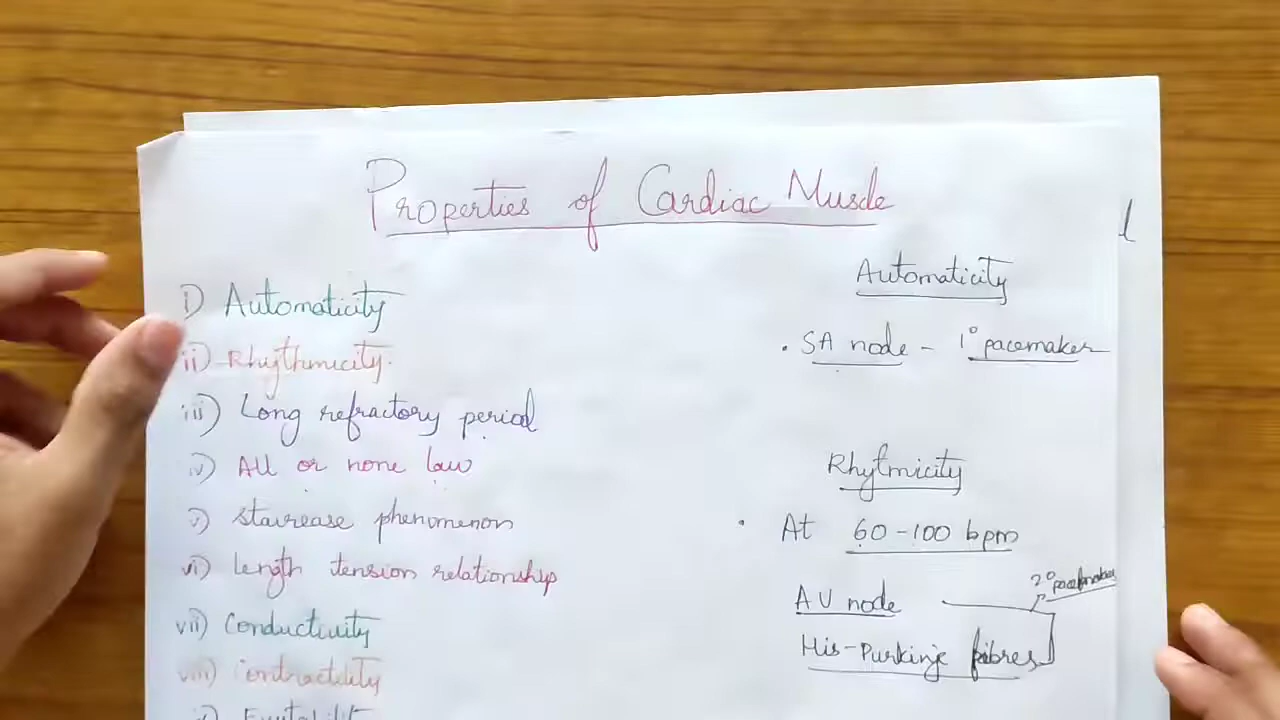 Properties of Cardiac Muscle
i) Automaticity
ii) Rhythmicity.
iii) Long refractory period
iv) All or none law
v) staircase phenomenon
vi) Length tension relationship
vii) Conductivity
viii) Contractility
Automaticity
• SA node - 1° pacemaker
Rhytmicity
• At 60-100 bpm
AV node
2° pacemaker
His-Purkinje fibres